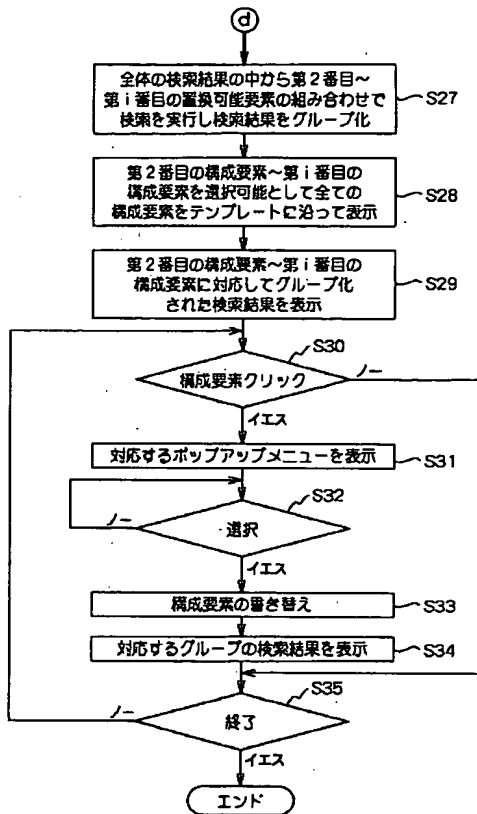 d
全体の検索結果の中から第2番目~
第i番目の置換可能要素の組み合わせで
検索を実行し検索結果をグループ化
S27
第2番目の構成要素~第i番目の
構成要素を選択可能として全ての
構成要素をテンプレートに沿って表示
S28
第2番目の構成要素~第i番目の
構成要素に対応してグループ化
された検索結果を表示
S29
S30
構成要素クリック
ノー
イエス
対応するポップアップメニューを表示
S31
S32
選択
ノー
イエス
構成要素の書き替え
S33
対応するグループの検索結果を表示
S34
S35
終了
ノー
イエス
エンド